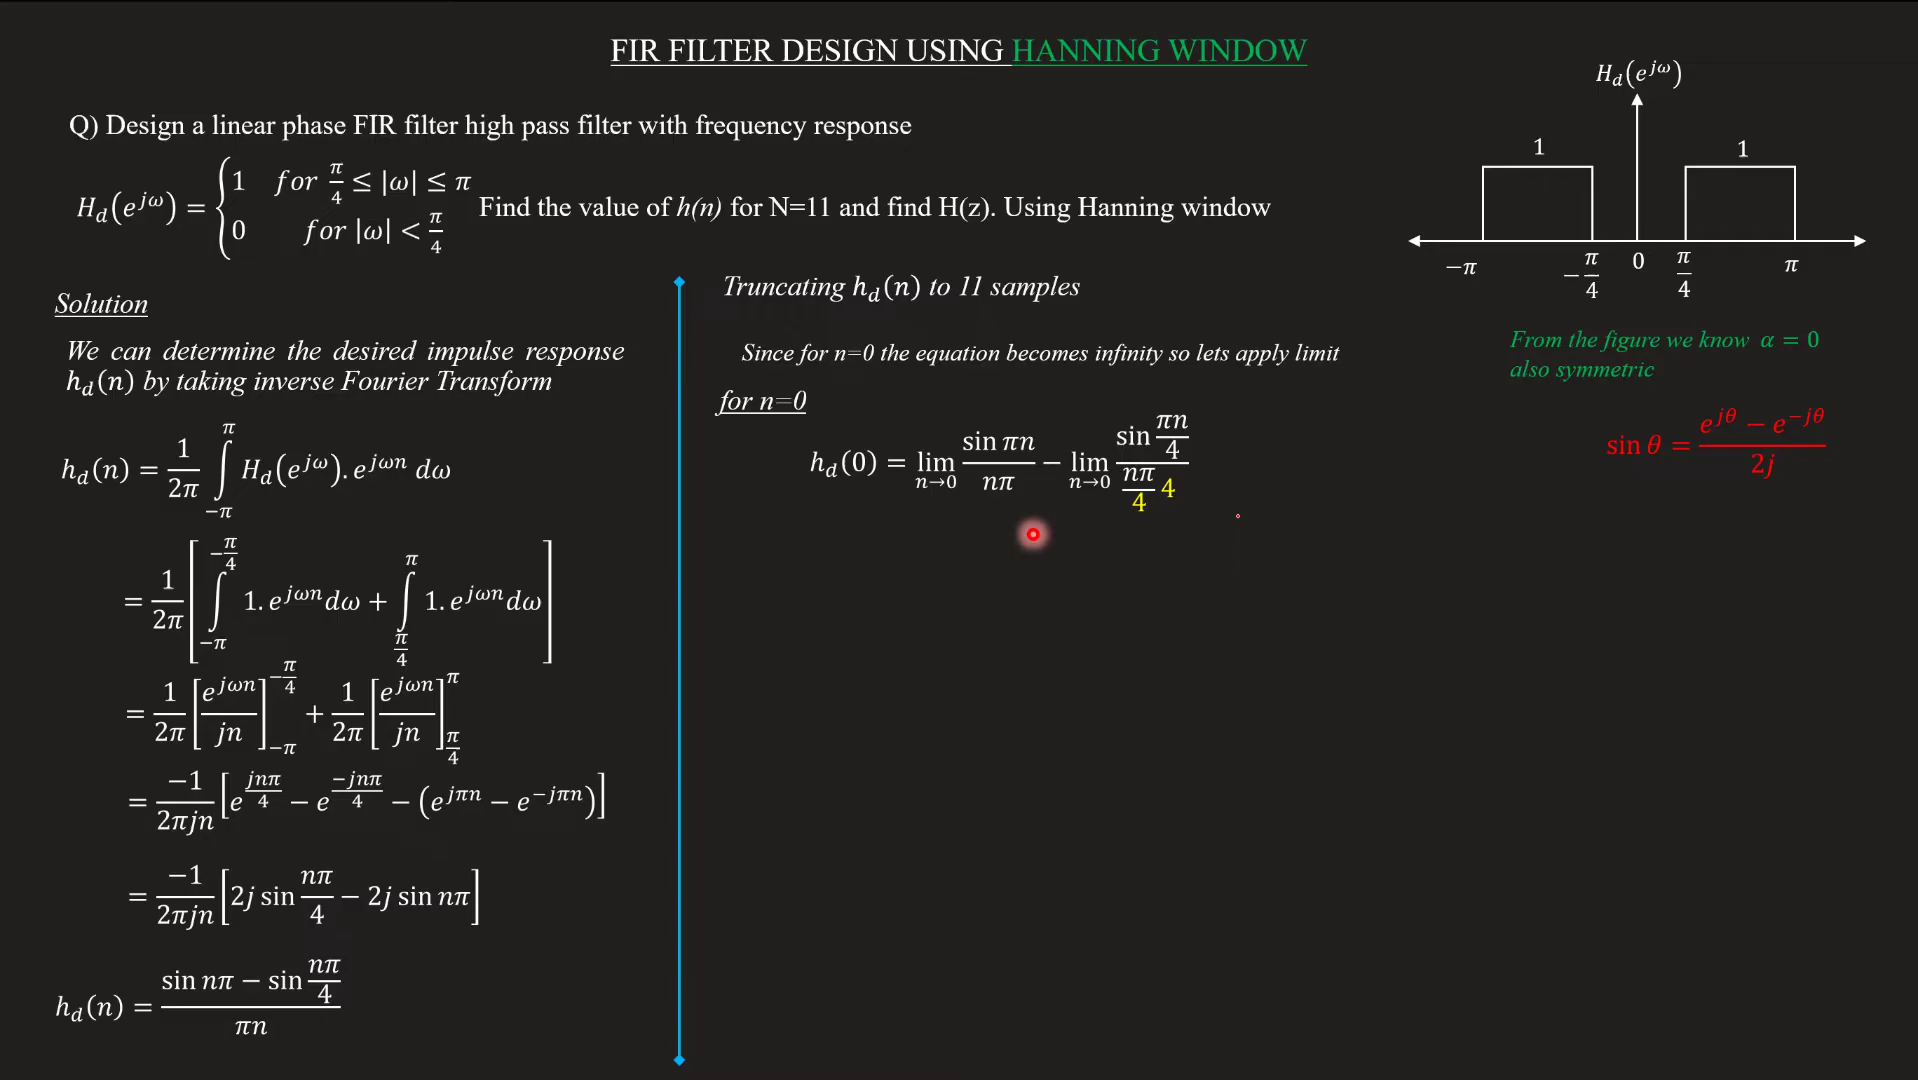 FIR FILTER DESIGN USING HANNING WINDOW
Q) Design a linear phase FIR filter high pass filter with frequency response
H_d(e^{jω}) = { 1 for π/4 ≤ |ω| ≤ π
0 for |ω| < π/4
Find the value of h(n) for N=11 and find H(z). Using Hanning window
Solution
We can determine the desired impulse response
h_d(n) by taking inverse Fourier Transform
h_d(n) = 1/2π ∫_{-π}^{π} H_d(e^{jω}). e^{jωn} dω
= 1/2π [ ∫_{-π}^{-π/4} 1. e^{jωn} dω + ∫_{π/4}^{π} 1. e^{jωn} dω ]
= 1/2π [e^{jωn}/jn]_{-π}^{-π/4} + 1/2π [e^{jωn}/jn]_{π/4}^{π}
= -1/2πjn [e^{jnπ/4} − e^{-jnπ/4} − (e^{jπn} − e^{-jπn})]
= -1/2πjn [2j sin nπ/4 − 2j sin nπ]
h_d(n) = (sin nπ − sin nπ/4)/πn
Truncating h_d(n) to 11 samples
Since for n=0 the equation becomes infinity so lets apply limit
for n=0
h_d(0) = lim_{n→0} sin πn/nπ − lim_{n→0} (sin πn/4)/(nπ/4 4)
H_d(e^{jω})
1 1
−π −π/4 0 π/4 π
From the figure we know α = 0
also symmetric
sin θ = (e^{jθ} − e^{−jθ})/2j